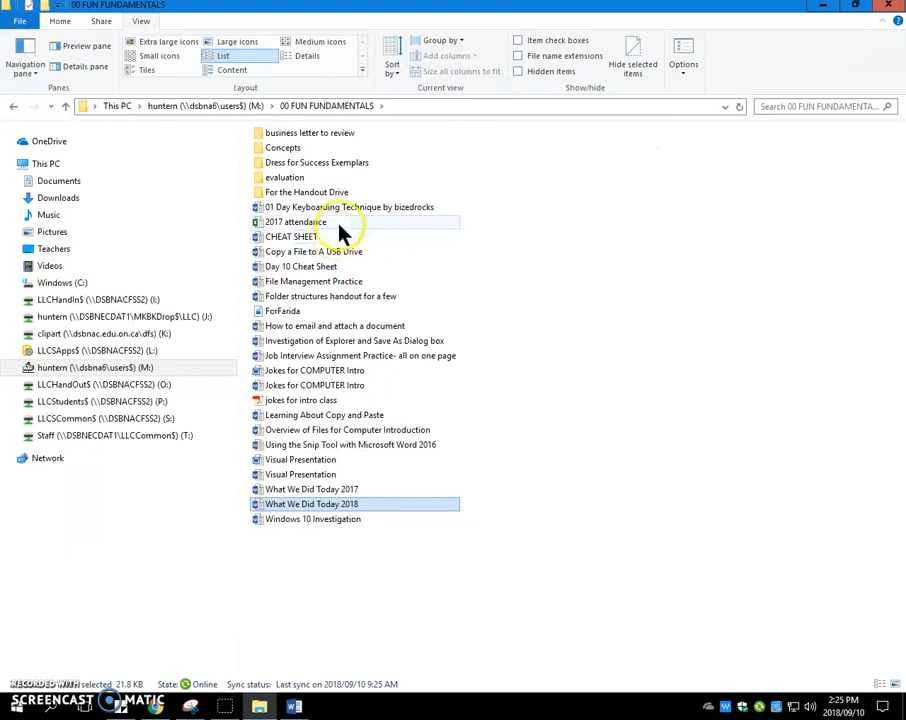 00 FUN FUNDAMENTALS
File Home Share View
Navigation pane
Preview pane
Details pane
Panes
Extra large icons Large icons Medium icons
Small icons List Details
Tiles Content
Layout
Sort by
Group by
Add columns
Size all columns to fit
Current view
Item check boxes
File name extensions
Hidden items
Hide selected items
Show/hide
Options
This PC huntern (\\dsbna6\users$) (M:) 00 FUN FUNDAMENTALS
Search 00 FUN FUNDAMENTA...
OneDrive
This PC
Documents
Downloads
Music
Pictures
Teachers
Videos
Windows (C:)
LLCHandIn$ (\\DSBNACFSS2) (I:)
huntern (\\DSBNECDAT1\MKBKDrop$\LLC) (J:)
clipart (\\dsbnac.edu.on.ca\dfs) (K:)
LLCSApps$ (\\DSBNACFSS2) (L:)
huntern (\\dsbna6\users$) (M:)
LLCHandOut$ (\\DSBNACFSS2) (O:)
LLCStudents$ (\\DSBNACFSS2) (P:)
LLCSCommon$ (\\DSBNACFSS2) (S:)
Staff (\\DSBNECDAT1\LLCCommon$) (T:)
Network
business letter to review
Concepts
Dress for Success Exemplars
evaluation
For the Handout Drive
01 Day Keyboarding Technique by bizedrocks
2017 attendance
CHEAT SHEET
Copy a File to A USB Drive
Day 10 Cheat Sheet
File Management Practice
Folder structures handout for a few
ForFarida
How to email and attach a document
Investigation of Explorer and Save As Dialog box
Job Interview Assignment Practice- all on one page
Jokes for COMPUTER Intro
Jokes for COMPUTER Intro
jokes for intro class
Learning About Copy and Paste
Overview of Files for Computer Introduction
Using the Snip Tool with Microsoft Word 2016
Visual Presentation
Visual Presentation
What We Did Today 2017
What We Did Today 2018
Windows 10 Investigation
selected 21.8 KB State: Online Sync status: Last sync on 2018/09/10 9:25 AM
RECORDED WITH
SCREENCAST MATIC
2:25 PM
2018/09/10